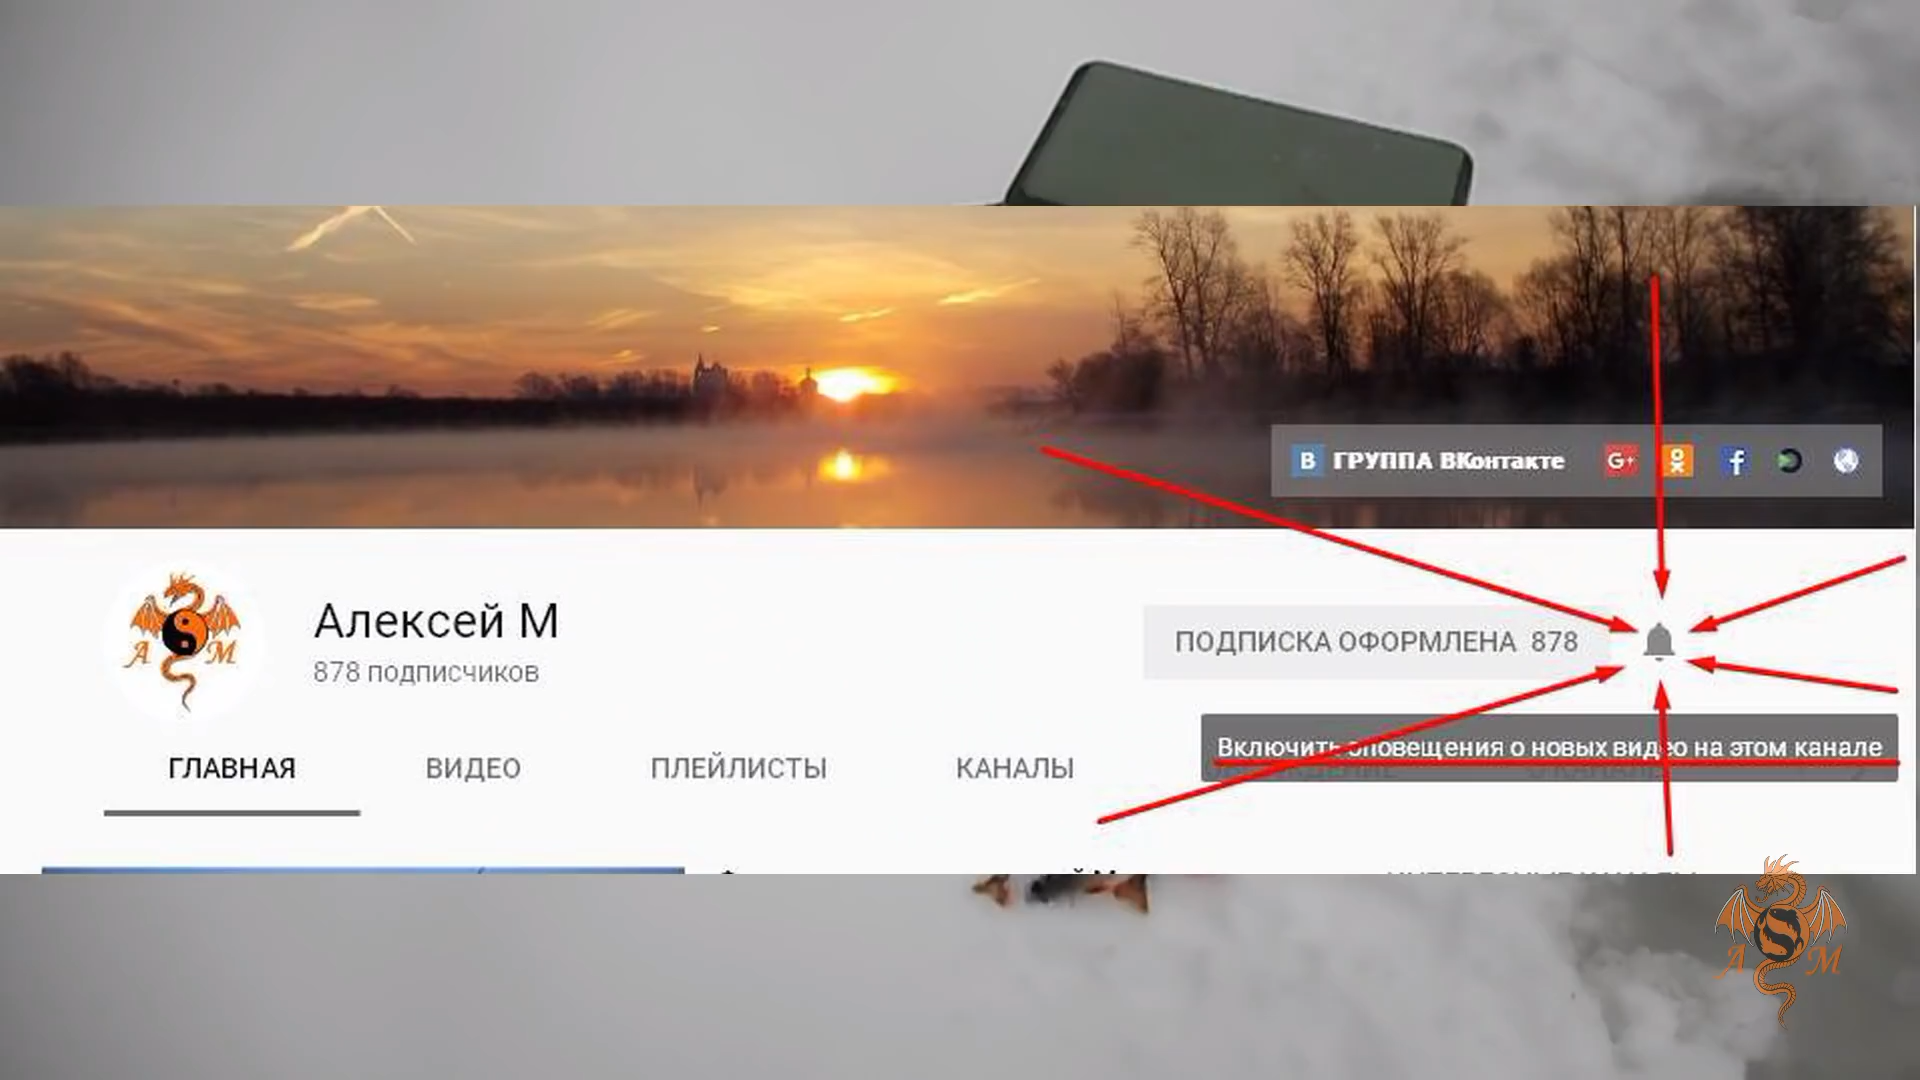 В ГРУППА ВКонтакте G+ f
Алексей М
878 подписчиков
А М
ПОДПИСКА ОФОРМЛЕНА 878
Включить оповещения о новых видео на этом канале
ГЛАВНАЯ ВИДЕО ПЛЕЙЛИСТЫ КАНАЛЫ
А М